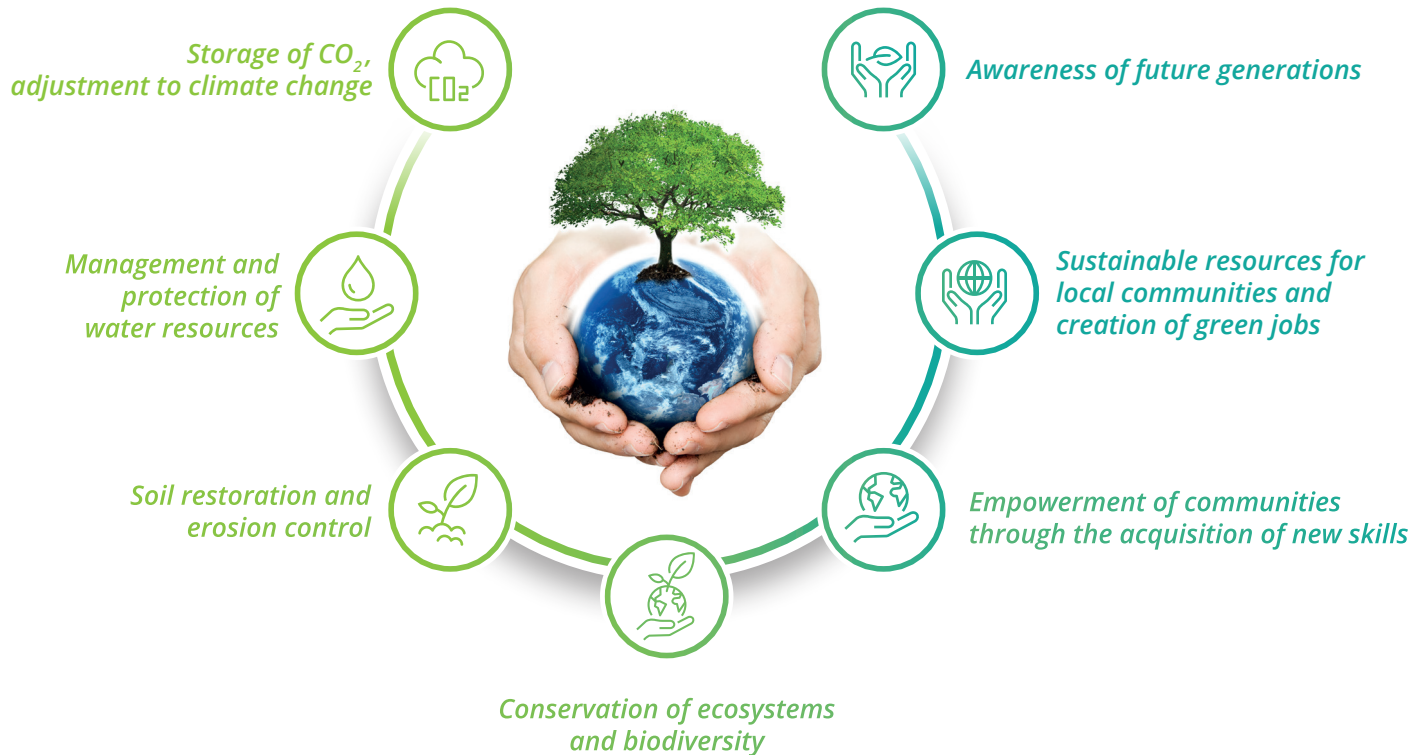 Storage of CO₂,
adjustment to climate change
CO₂
Awareness of future generations
Management and
protection of
water resources
Sustainable resources for
local communities and
creation of green jobs
Soil restoration and
erosion control
Empowerment of communities
through the acquisition of new skills
Conservation of ecosystems
and biodiversity